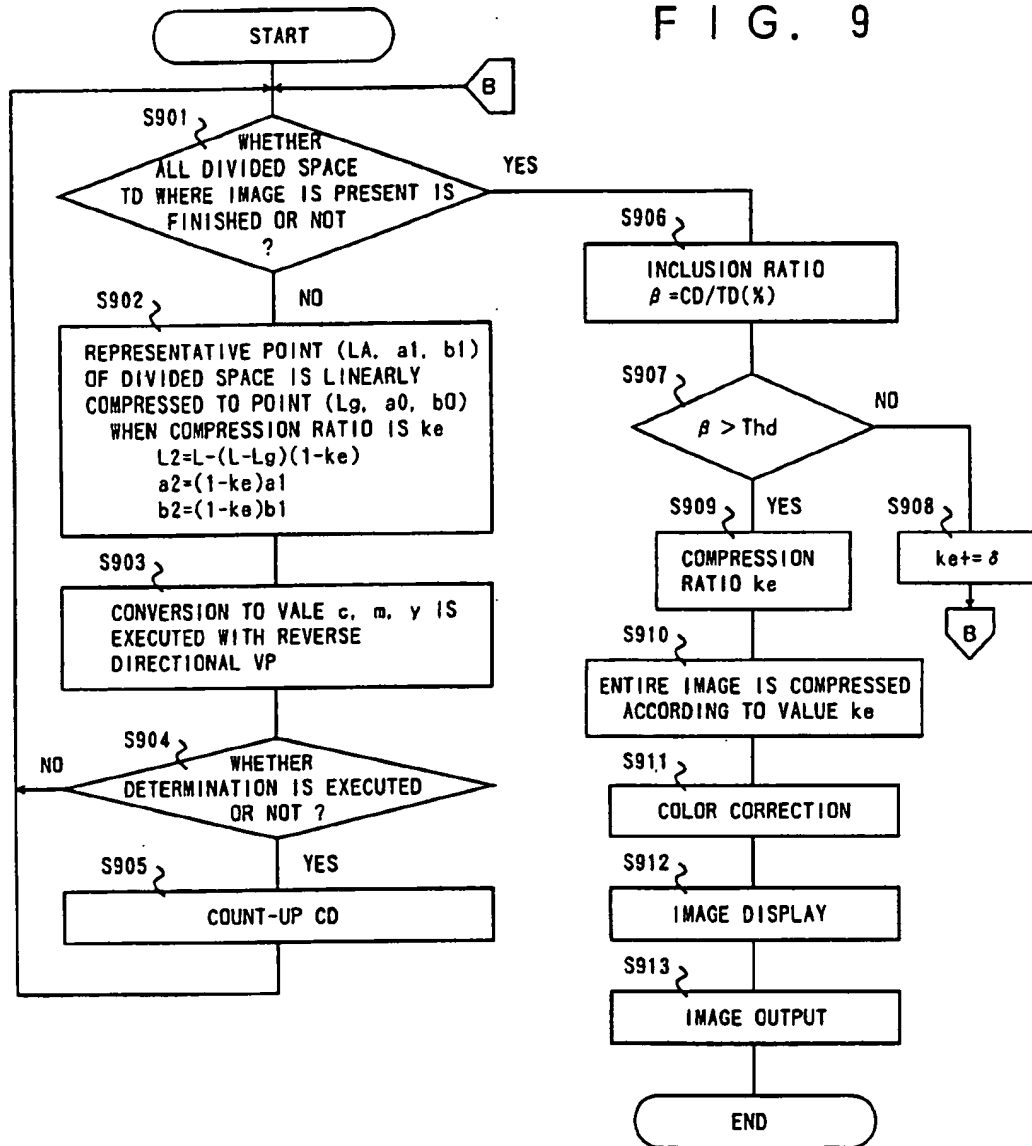 FIG. 9
START
B
S901
WHETHER
ALL DIVIDED SPACE
TD WHERE IMAGE IS PRESENT IS
FINISHED OR NOT
?
YES
NO
S902
REPRESENTATIVE POINT (LA, a1, b1)
OF DIVIDED SPACE IS LINEARLY
COMPRESSED TO POINT (Lg, a0, b0)
WHEN COMPRESSION RATIO IS ke
L2=L-(L-Lg)(1-ke)
a2=(1-ke)a1
b2=(1-ke)b1
S903
CONVERSION TO VALE c, m, y IS
EXECUTED WITH REVERSE
DIRECTIONAL VP
S904
WHETHER
DETERMINATION IS EXECUTED
OR NOT ?
NO
YES
S905
COUNT-UP CD
S906
INCLUSION RATIO
β=CD/TD(%)
S907
β > Thd
NO
YES
S908
ke+=δ
B
S909
COMPRESSION
RATIO ke
S910
ENTIRE IMAGE IS COMPRESSED
ACCORDING TO VALUE ke
S911
COLOR CORRECTION
S912
IMAGE DISPLAY
S913
IMAGE OUTPUT
END